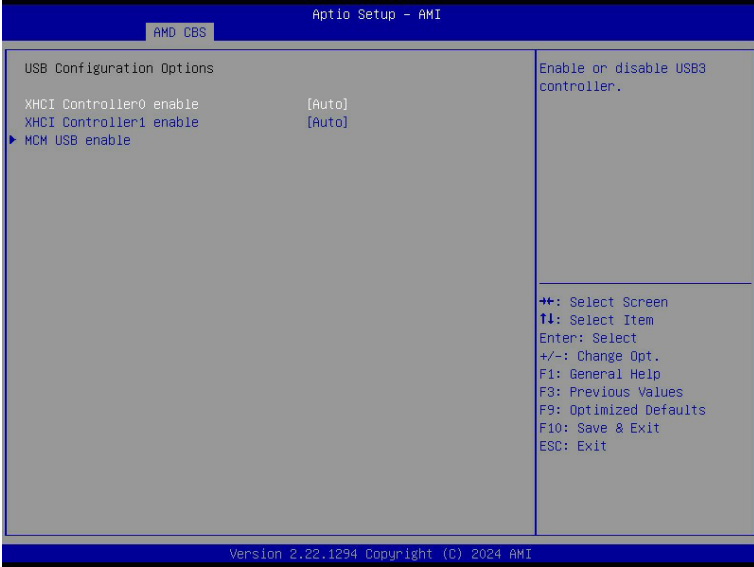 Aptio Setup - AMI
AMD CBS
USB Configuration Options
XHCI Controller0 enable [Auto]
XHCI Controller1 enable [Auto]
MCM USB enable
Enable or disable USB3
controller.
→←: Select Screen
↑↓: Select Item
Enter: Select
+/-: Change Opt.
F1: General Help
F3: Previous Values
F9: Optimized Defaults
F10: Save & Exit
ESC: Exit
Version 2.22.1294 Copyright (C) 2024 AMI